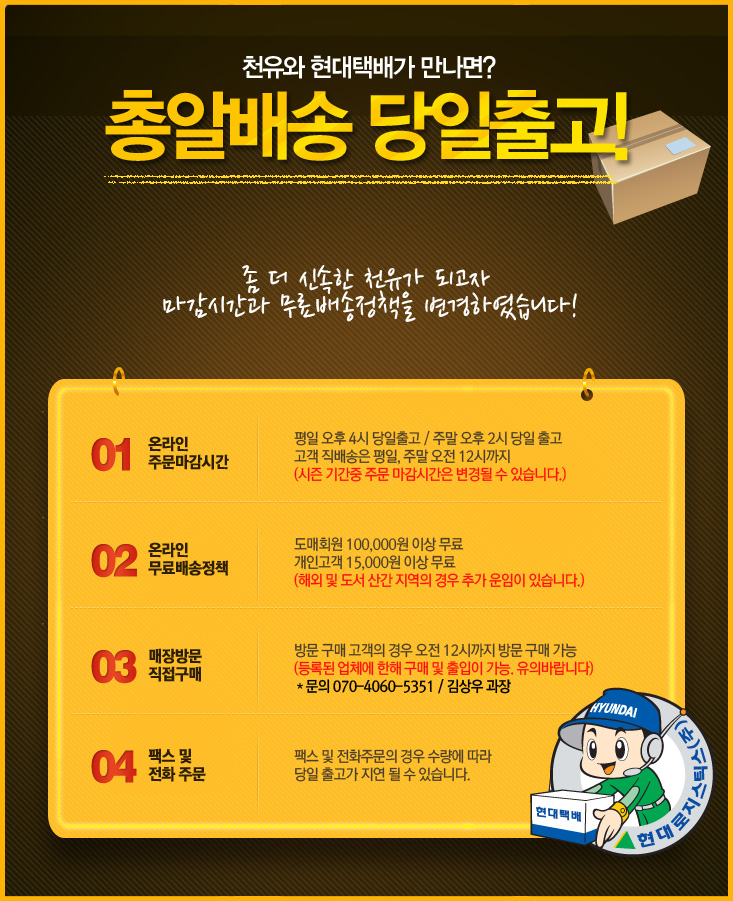 천유와 현대택배가 만나면?
총알배송 당일출고!
좀 더 신속한 천유가 되고자
마감시간과 무료배송정책을 변경하였습니다!
01
온라인
주문마감시간
평일 오후 4시 당일출고 / 주말 오후 2시 당일 출고
고객 직배송은 평일, 주말 오전 12시까지
(시즌 기간중 주문 마감시간은 변경될 수 있습니다.)
02
온라인
무료배송정책
도매회원 100,000원 이상 무료
개인고객 15,000원 이상 무료
(해외 및 도서 산간 지역의 경우 추가 운임이 있습니다.)
03
매장방문
직접구매
방문 구매 고객의 경우 오전 12시까지 방문 구매 가능
(등록된 업체에 한해 구매 및 출입이 가능. 유의바랍니다)
* 문의 070-4060-5351 / 김상우 과장
04
팩스 및
전화 주문
팩스 및 전화주문의 경우 수량에 따라
당일 출고가 지연 될 수 있습니다.
HYUNDAI
현대택배
현대로지스틱스(주)